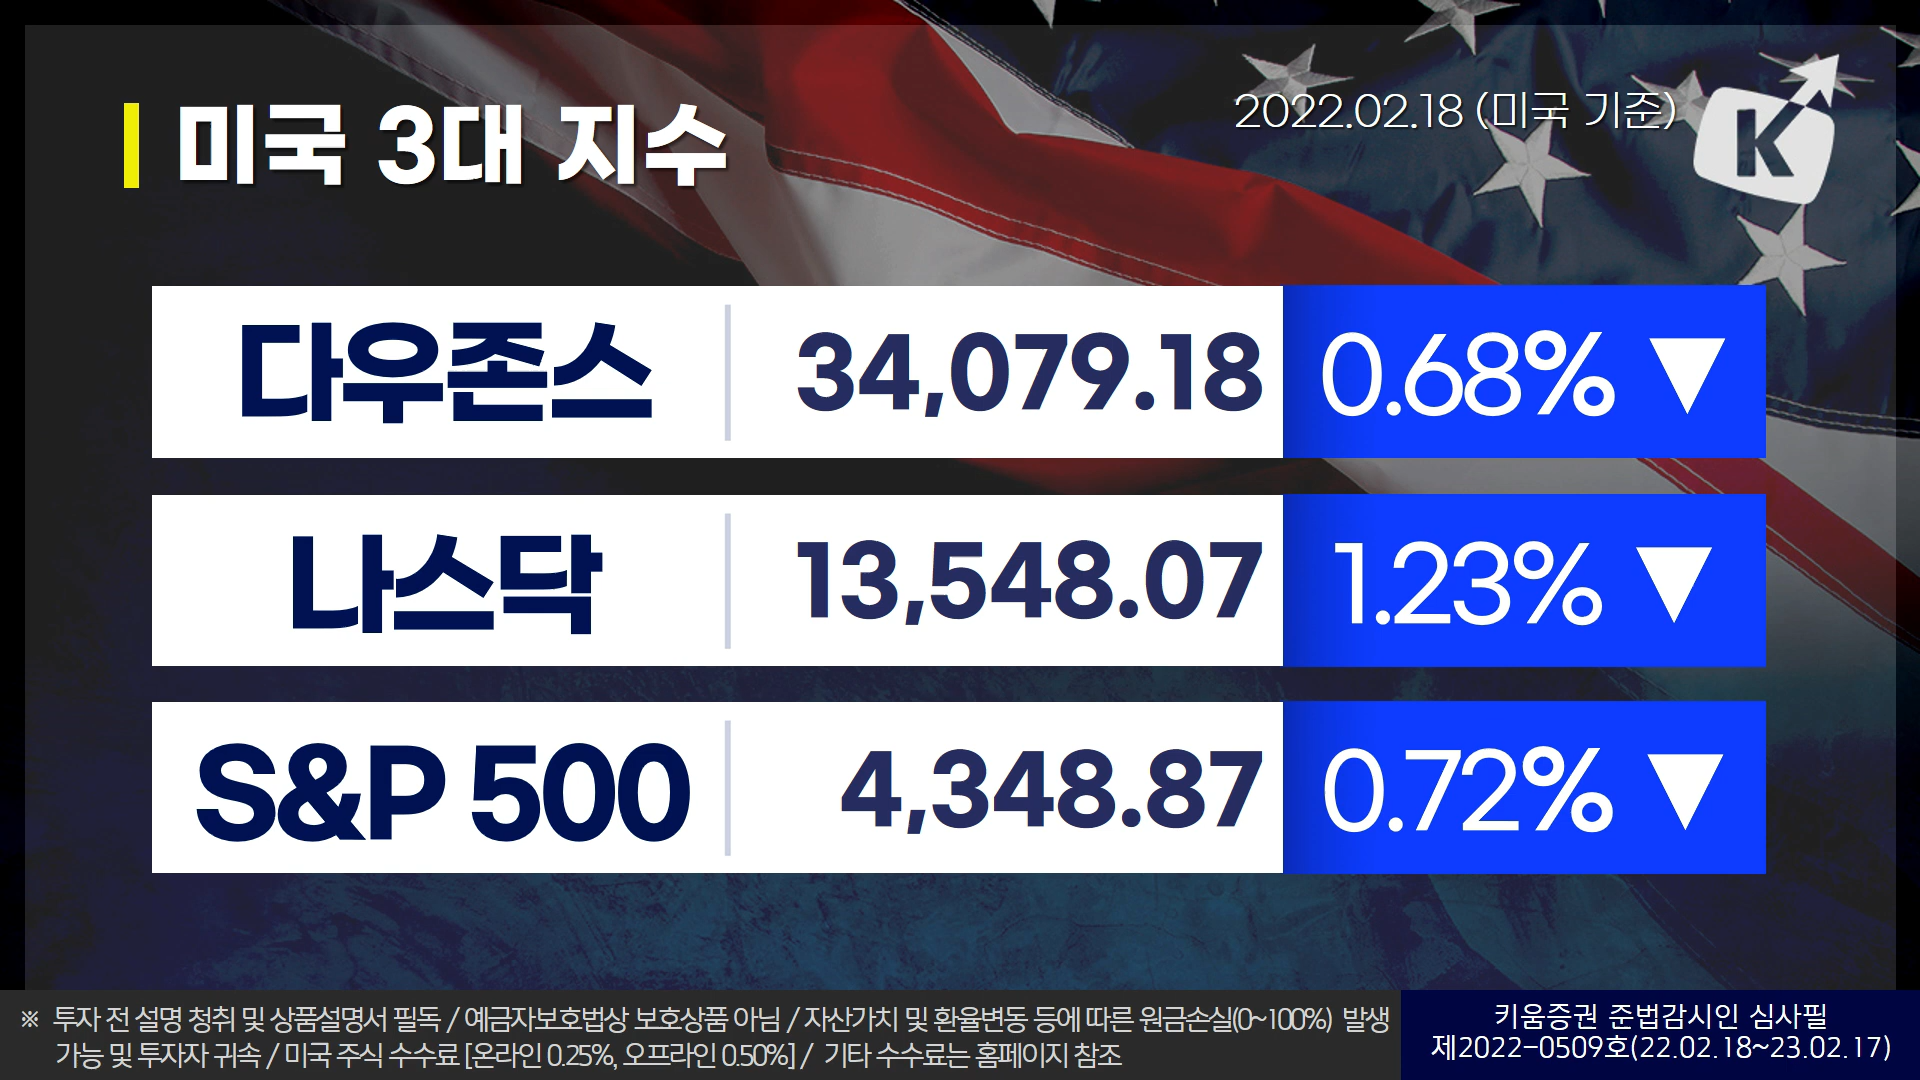 미국 3대 지수
2022.02.18 (미국 기준)
K
다우존스 34,079.18 0.68% ▼
나스닥 13,548.07 1.23% ▼
S&P 500 4,348.87 0.72% ▼
※ 투자 전 설명 청취 및 상품설명서 필독 / 예금자보호법상 보호상품 아님 / 자산가치 및 환율변동 등에 따른 원금손실(0~100%) 발생
가능 및 투자자 귀속 / 미국 주식 수수료 [온라인 0.25%, 오프라인 0.50%] / 기타 수수료는 홈페이지 참조
키움증권 준법감시인 심사필
제2022-0509호(22.02.18~23.02.17)